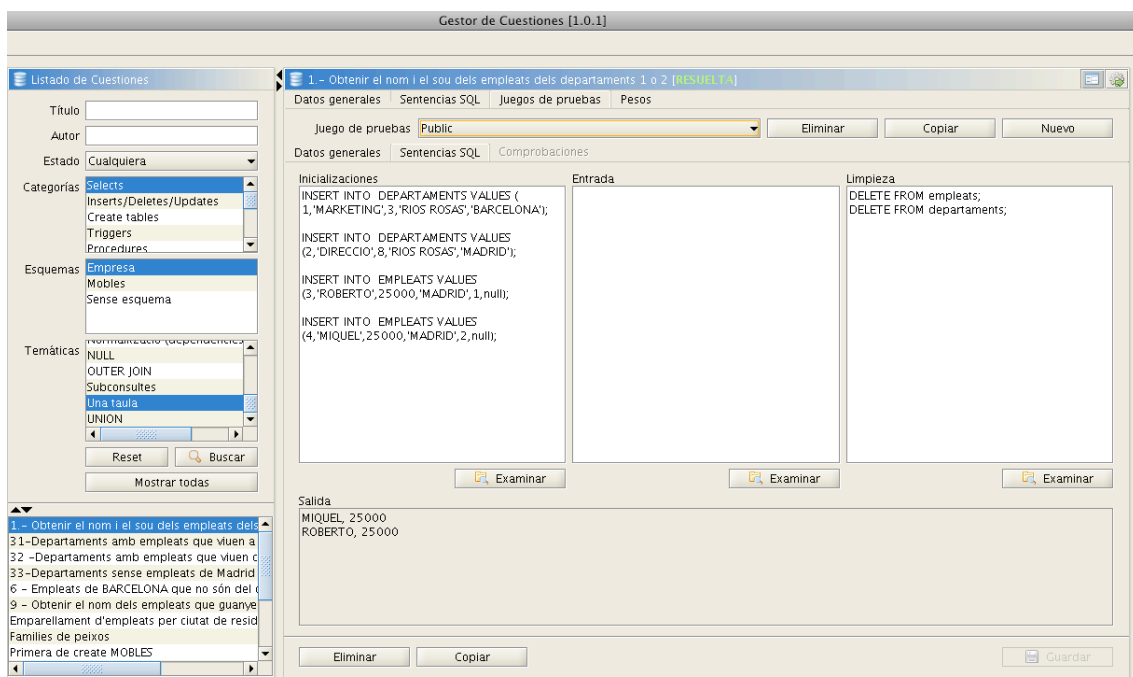 Gestor de Cuestiones [1.0.1]
Listado de Cuestiones
Título
Autor
Estado Cualquiera
Categorías Selects
Inserts/Deletes/Updates
Create tables
Triggers
Procedures
Esquemas Empresa
Mobles
Sense esquema
Temáticas
Normalització (dependències
NULL
OUTER JOIN
Subconsultes
Una taula
UNION
Reset Buscar
Mostrar todas
1.- Obtenir el nom i el sou dels empleats dels
31-Departaments amb empleats que viuen a
32 -Departaments amb empleats que viuen
33-Departaments sense empleats de Madrid
6 - Empleats de BARCELONA que no són del
9 - Obtenir el nom dels empleats que guanye
Emparellament d'empleats per ciutat de resid
Families de peixos
Primera de create MOBLES
1.- Obtenir el nom i el sou dels empleats dels departaments 1 o 2 [RESUELTA]
Datos generales Sentencias SQL Juegos de pruebas Pesos
Juego de pruebas Public Eliminar Copiar Nuevo
Datos generales Sentencias SQL Comprobaciones
Inicializaciones
INSERT INTO DEPARTAMENTS VALUES (
1,'MARKETING',3,'RIOS ROSAS','BARCELONA');
INSERT INTO DEPARTAMENTS VALUES
(2,'DIRECCIO',8,'RIOS ROSAS','MADRID');
INSERT INTO EMPLEATS VALUES
(3,'ROBERTO',25000,'MADRID',1,null);
INSERT INTO EMPLEATS VALUES
(4,'MIQUEL',25000,'MADRID',2,null);
Examinar
Entrada
Examinar
Limpieza
DELETE FROM empleats;
DELETE FROM departaments;
Examinar
Salida
MIQUEL, 25000
ROBERTO, 25000
Eliminar Copiar Guardar